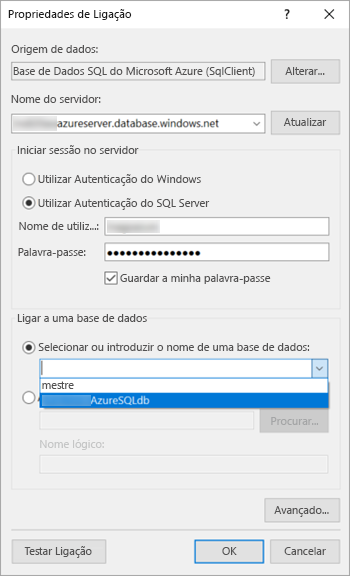 Propriedades de Ligação
Origem de dados:
Base de Dados SQL do Microsoft Azure (SqlClient)
Alterar...
Nome do servidor:
azureserver.database.windows.net
Atualizar
Iniciar sessão no servidor
Utilizar Autenticação do Windows
Utilizar Autenticação do SQL Server
Nome de utiliz...:
Palavra-passe:
●●●●●●●●●●●●●●●
Guardar a minha palavra-passe
Ligar a uma base de dados
Selecionar ou introduzir o nome de uma base de dados:
mestre
AzureSQLdb
Procurar...
Nome lógico:
Avançado...
Testar Ligação
OK
Cancelar